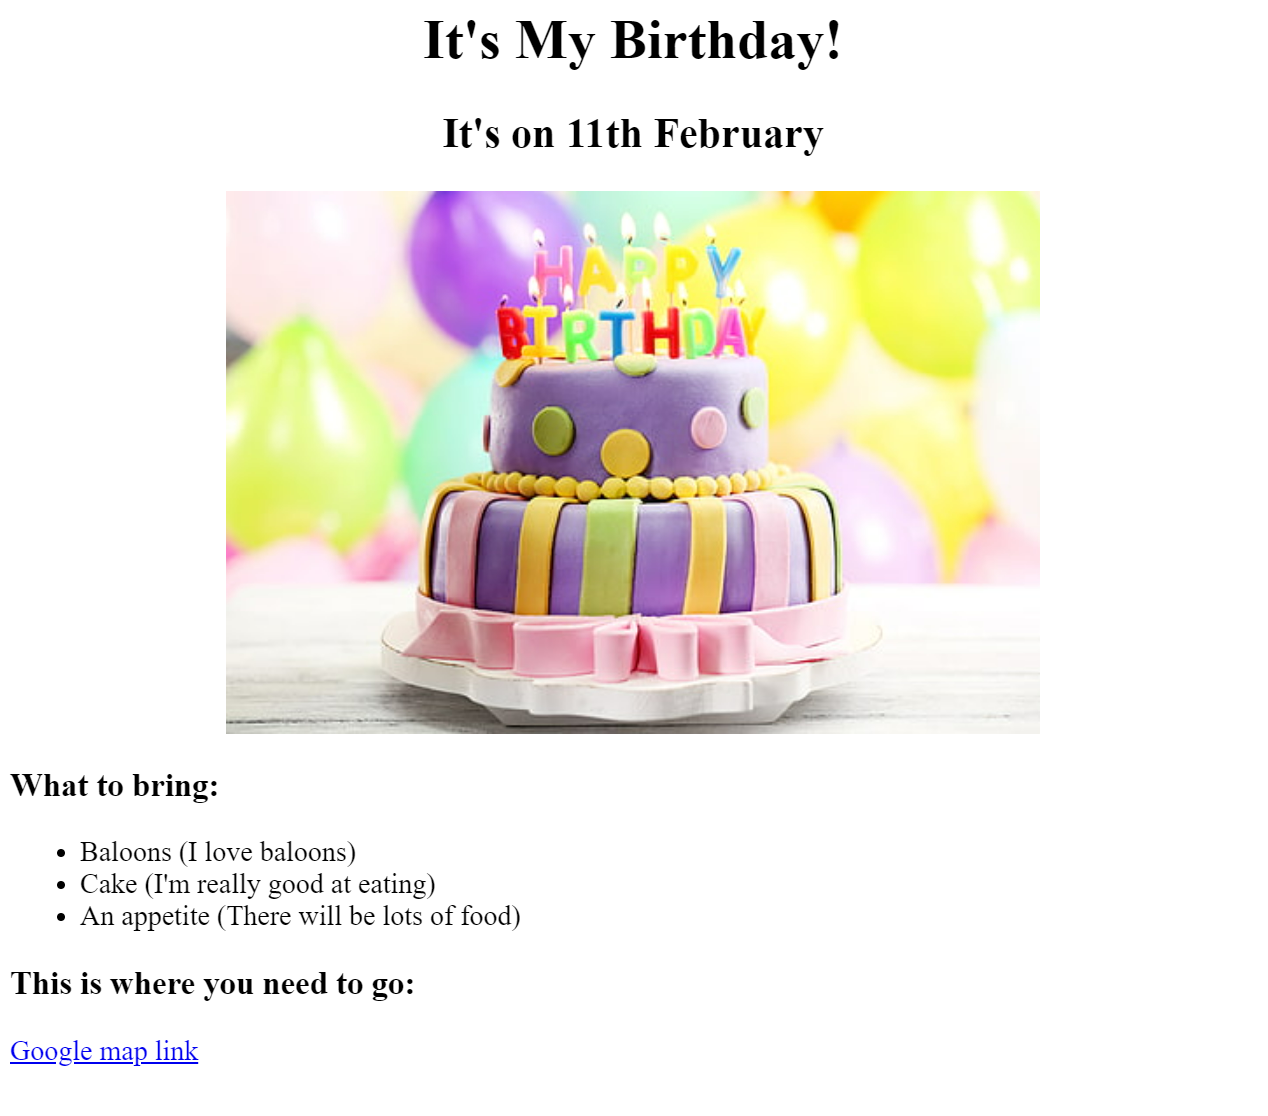 It's My Birthday!
It's on 11th February
HAPPY
BIRTHDAY
What to bring:
Baloons (I love baloons)
Cake (I'm really good at eating)
An appetite (There will be lots of food)
This is where you need to go:
Google map link